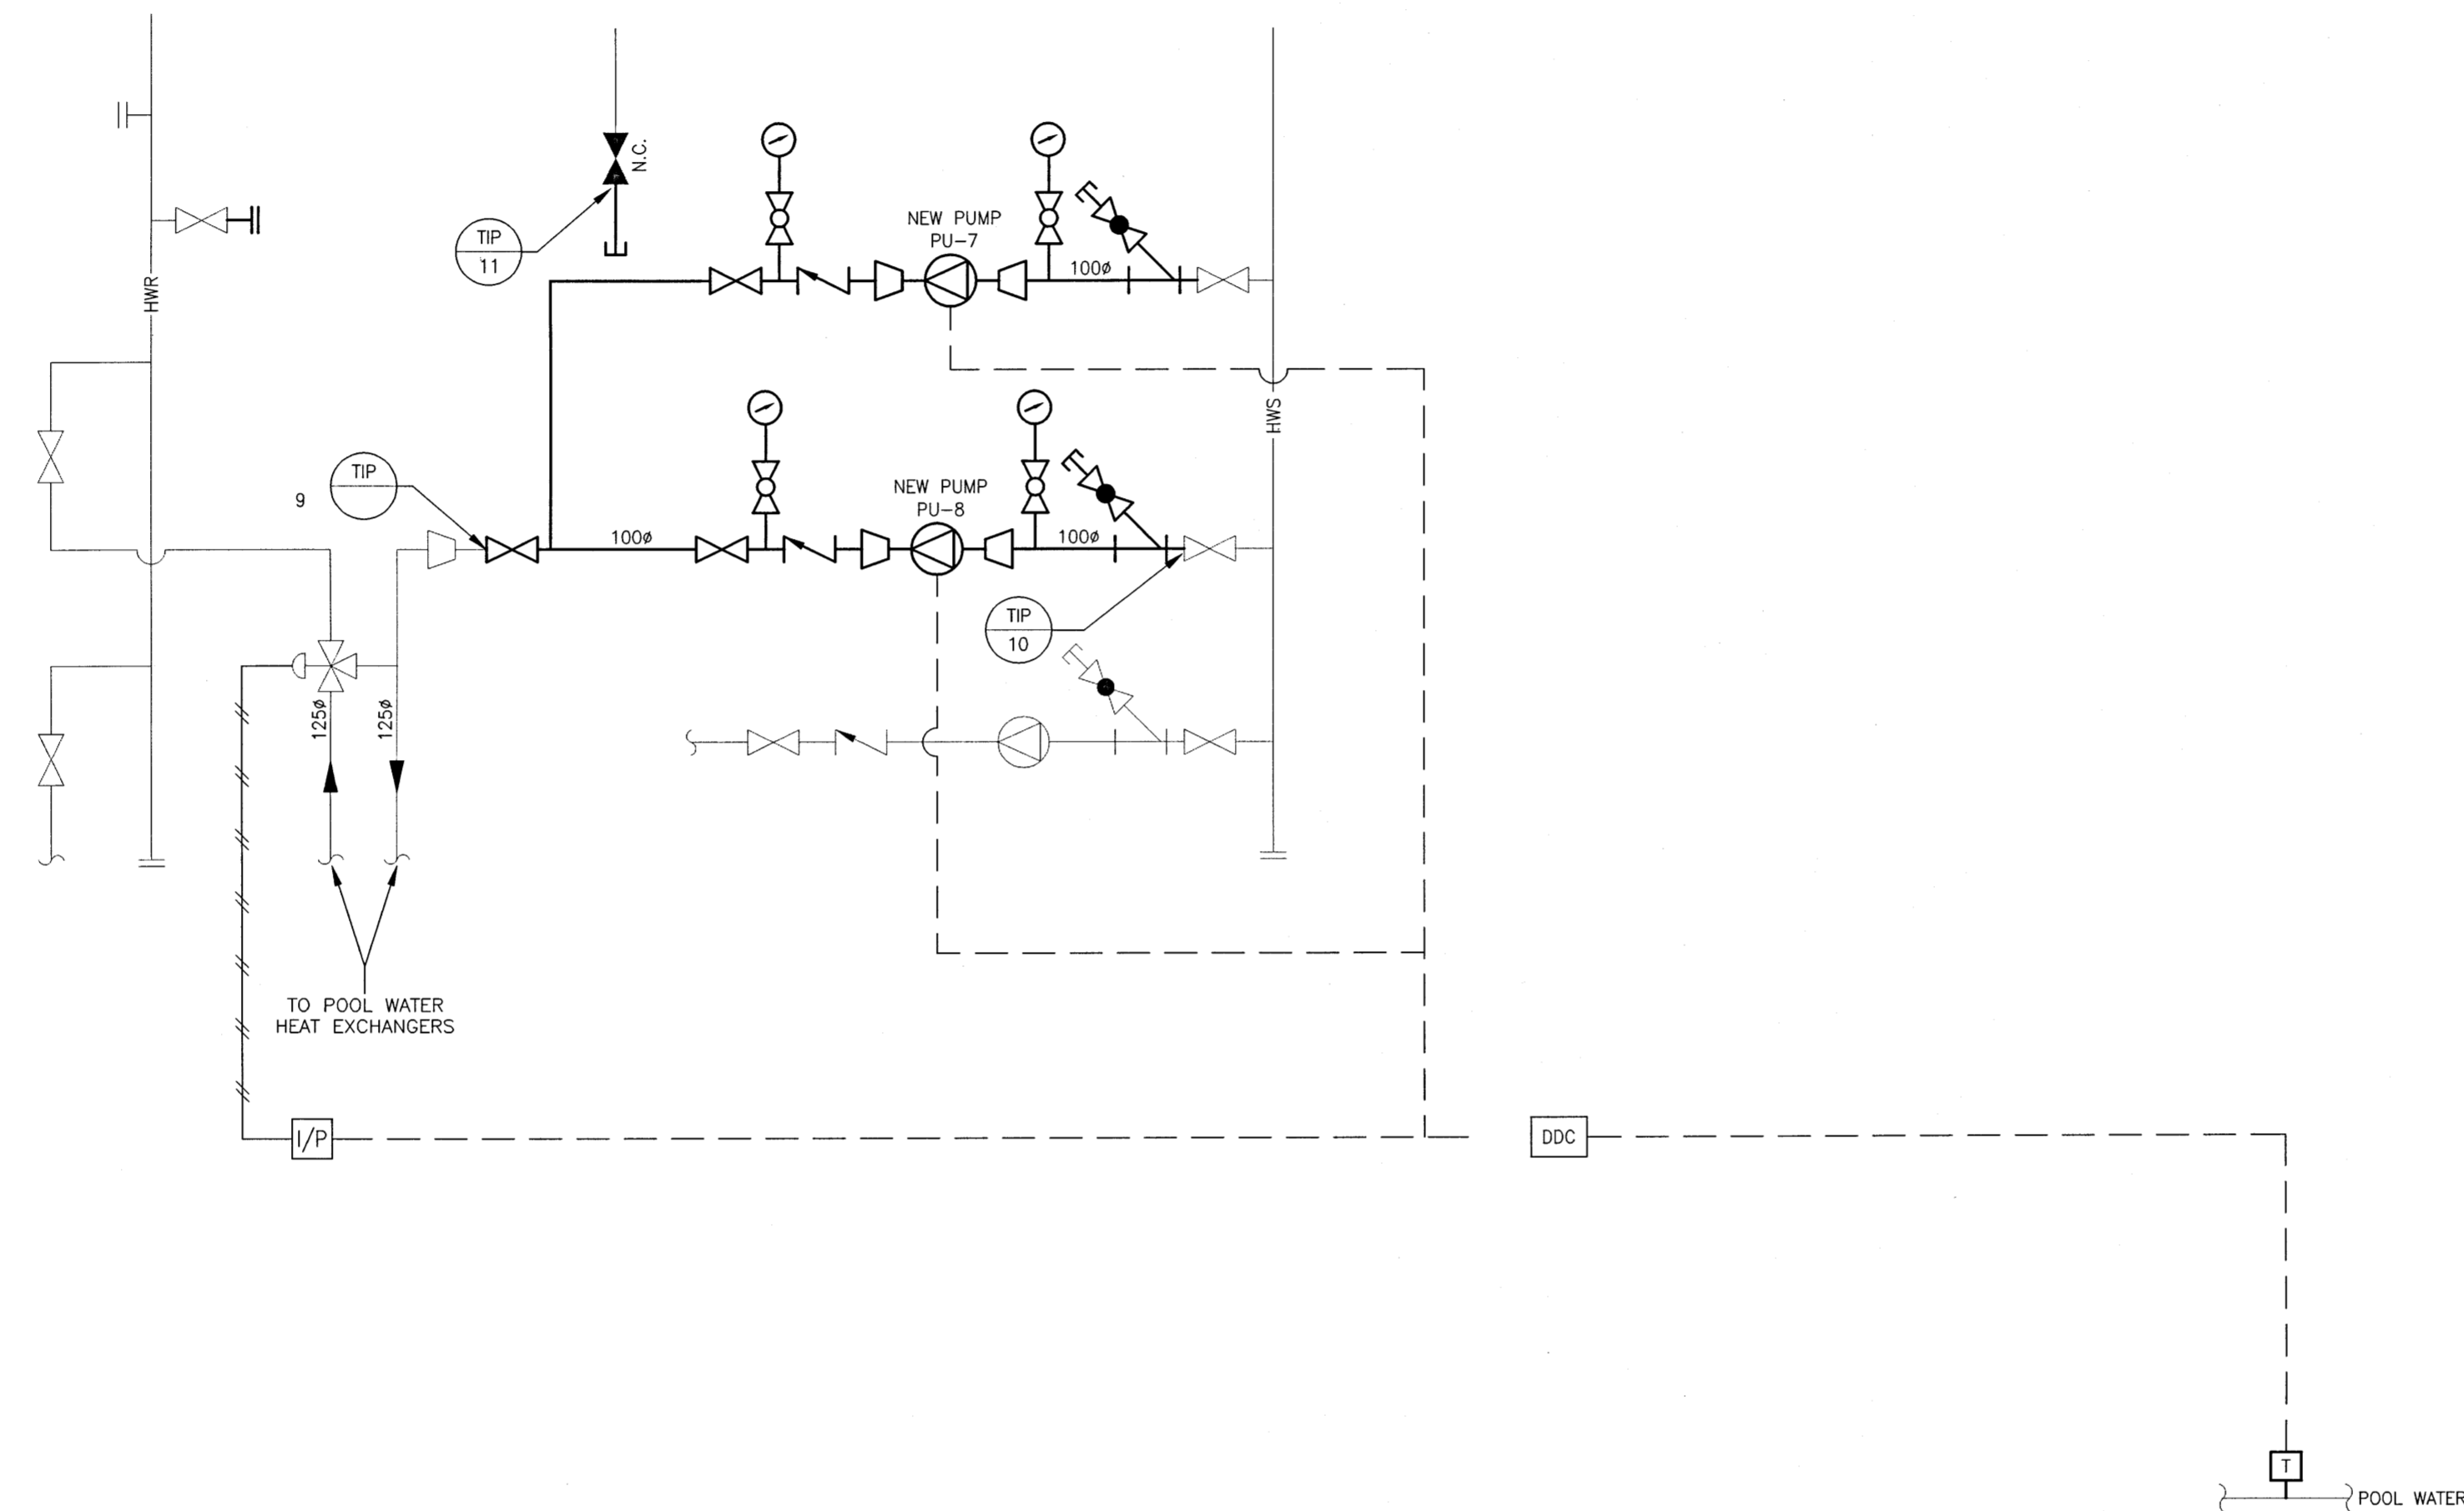 N.C.
TIP
11
NEW PUMP
PU-7
100ø
HWR
HWS
TIP
9
NEW PUMP
PU-8
100ø
100ø
TIP
10
125ø
125ø
TO POOL WATER
HEAT EXCHANGERS
I/P
DDC
T
POOL WATER